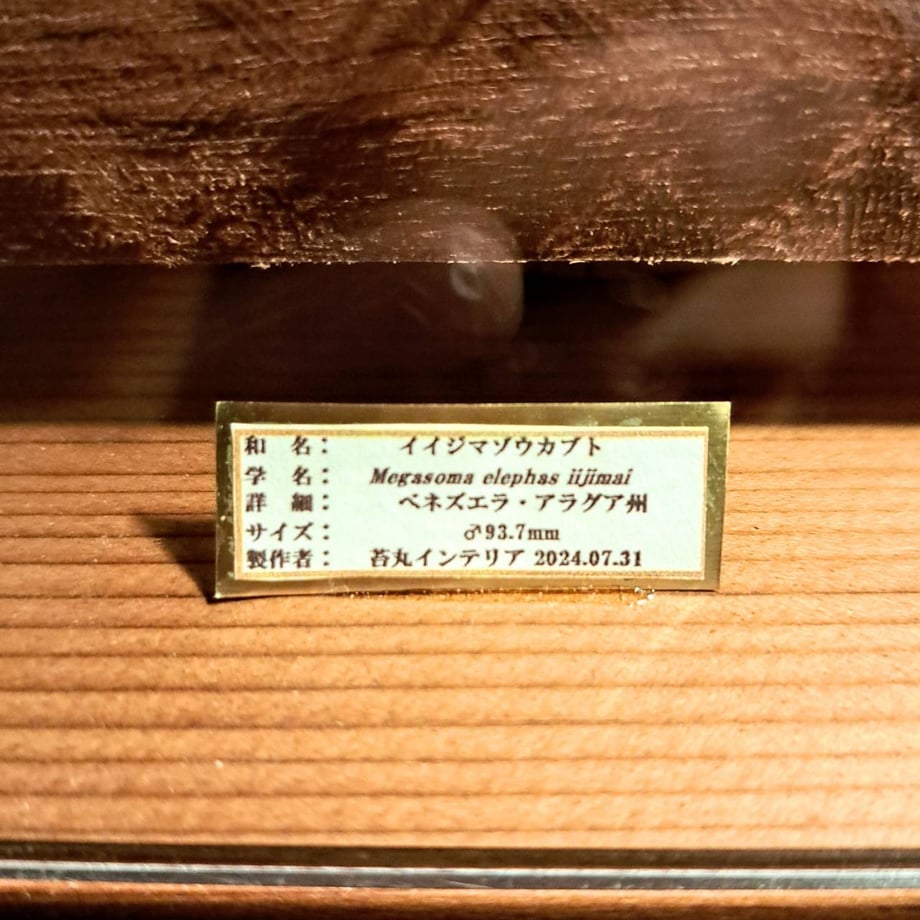 和　名：　イイジマゾウカブト
学　名：　Megasoma elephas iijimai
詳　細：　ベネズエラ・アラグア州
サイズ：　♂93.7mm
製作者：　苔丸インテリア 2024.07.31